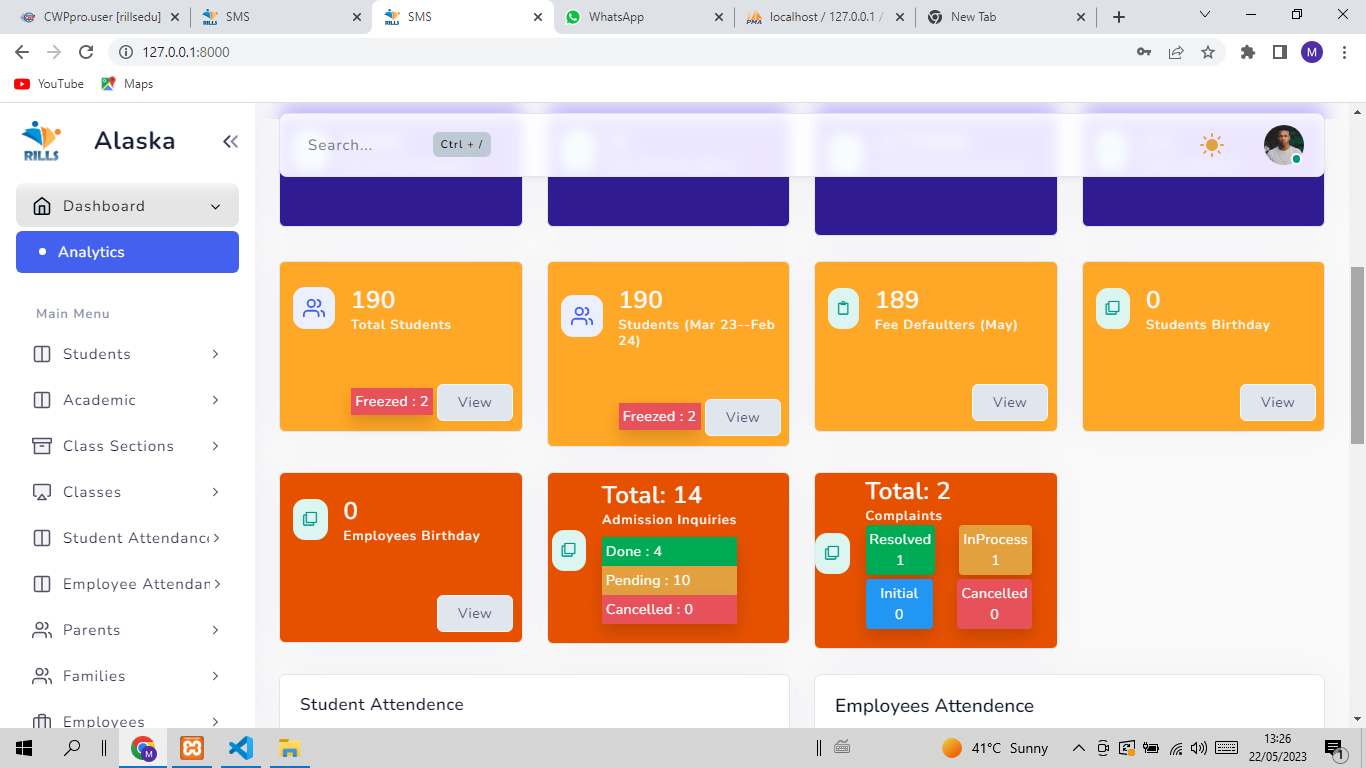 CWPpro.user [rillsedu]
SMS
SMS
WhatsApp
localhost / 127.0.0.1 /
New Tab
127.0.0.1:8000
M
YouTube
Maps
RILLS
Alaska
Search...
Ctrl + /
Dashboard
Analytics
Main Menu
Students
Academic
Class Sections
Classes
Student Attendance
Employee Attendan
Parents
Families
Employees
190
Total Students
Freezed : 2
View
190
Students (Mar 23--Feb
24)
Freezed : 2
View
189
Fee Defaulters (May)
View
0
Students Birthday
View
0
Employees Birthday
View
Total: 14
Admission Inquiries
Done : 4
Pending : 10
Cancelled : 0
Total: 2
Complaints
Resolved
1
InProcess
1
Initial
0
Cancelled
0
Student Attendence
Employees Attendence
M
41°C Sunny
13:26
22/05/2023
1